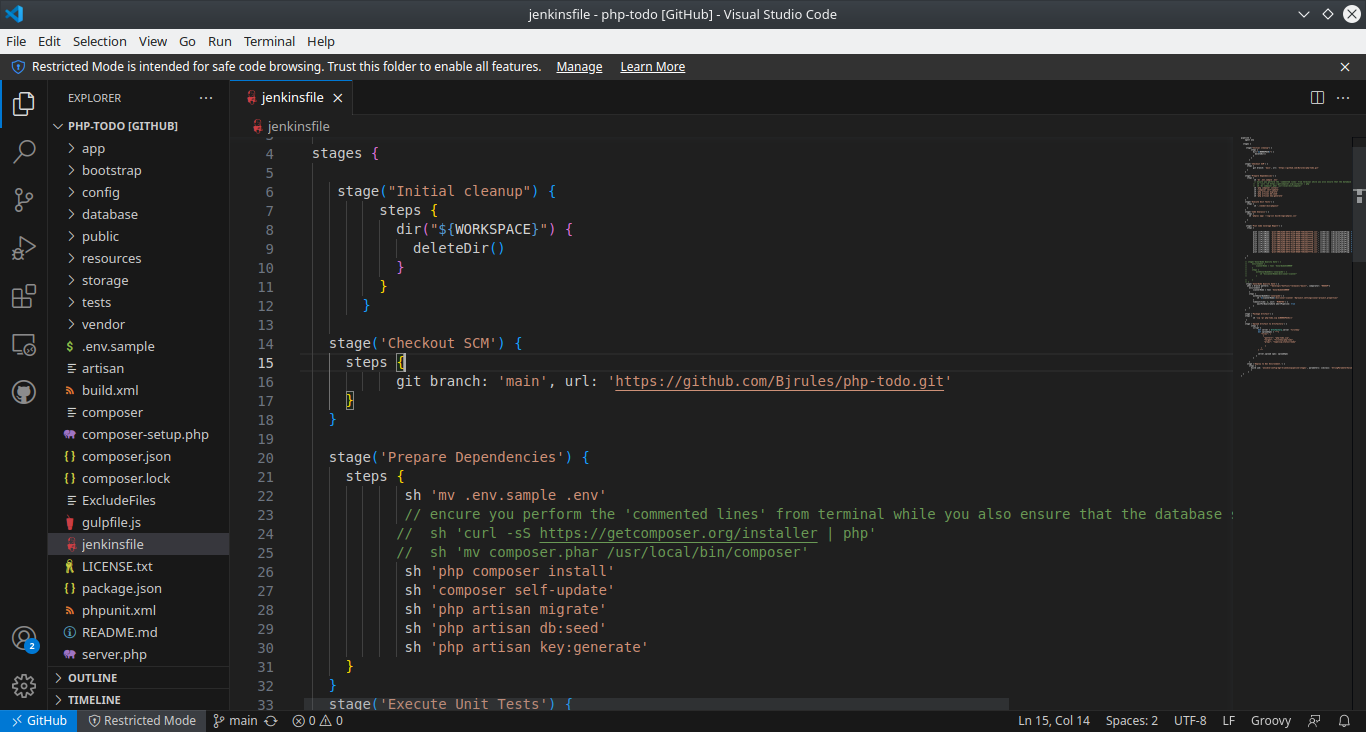 jenkinsfile - php-todo [GitHub] - Visual Studio Code
File Edit Selection View Go Run Terminal Help
Restricted Mode is intended for safe code browsing. Trust this folder to enable all features. Manage Learn More
EXPLORER
PHP-TODO [GITHUB]
app
bootstrap
config
database
public
resources
storage
tests
vendor
$ .env.sample
artisan
build.xml
composer
composer-setup.php
{} composer.json
{} composer.lock
ExcludeFiles
gulpfile.js
jenkinsfile
LICENSE.txt
{} package.json
phpunit.xml
README.md
server.php
OUTLINE
TIMELINE
2
jenkinsfile
jenkinsfile
4 stages {
5
6 stage("Initial cleanup") {
7 steps {
8 dir("${WORKSPACE}") {
9 deleteDir()
10 }
11 }
12 }
13
14 stage('Checkout SCM') {
15 steps {
16 git branch: 'main', url: 'https://github.com/Bjrules/php-todo.git'
17 }
18 }
19
20 stage('Prepare Dependencies') {
21 steps {
22 sh 'mv .env.sample .env'
23 // encure you perform the 'commented lines' from terminal while you also ensure that the database
24 // sh 'curl -sS https://getcomposer.org/installer | php'
25 // sh 'mv composer.phar /usr/local/bin/composer'
26 sh 'php composer install'
27 sh 'composer self-update'
28 sh 'php artisan migrate'
29 sh 'php artisan db:seed'
30 sh 'php artisan key:generate'
31 }
32 }
33 stage('Execute Unit Tests') {
GitHub Restricted Mode main 0 0 Ln 15, Col 14 Spaces: 2 UTF-8 LF Groovy